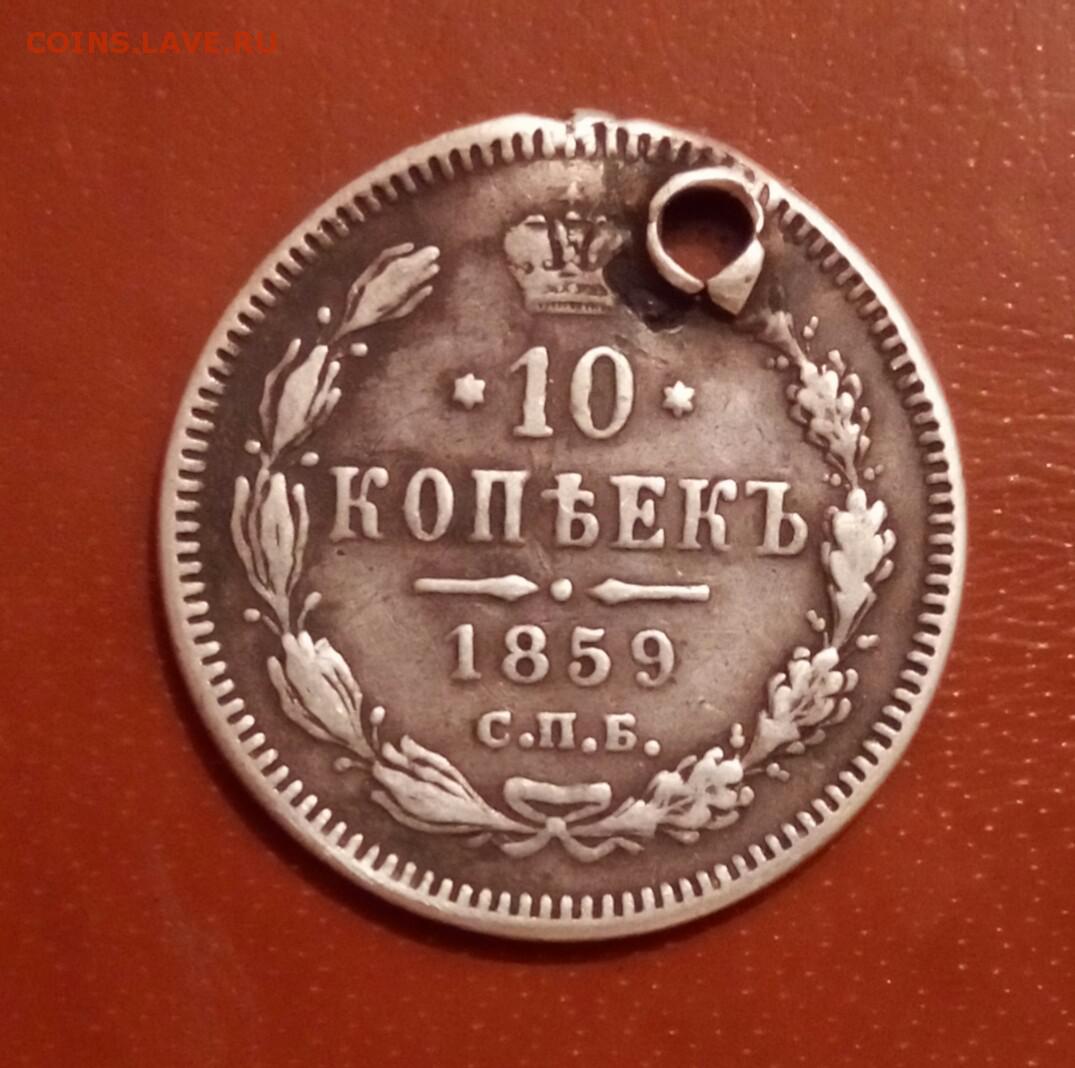 COINS.LAVE.RU
* 10 *
КОПѢЕКЪ
1859
С.П.Б.